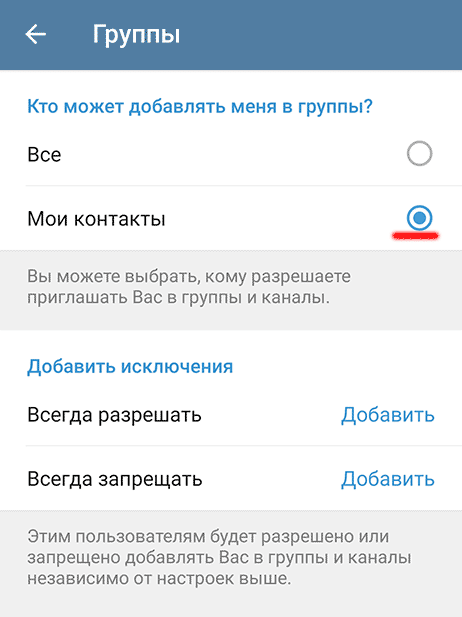 Группы
Кто может добавлять меня в группы?
Все
Мои контакты
Вы можете выбрать, кому разрешаете
приглашать Вас в группы и каналы.
Добавить исключения
Всегда разрешать Добавить
Всегда запрещать Добавить
Этим пользователям будет разрешено или
запрещено добавлять Вас в группы и каналы
независимо от настроек выше.